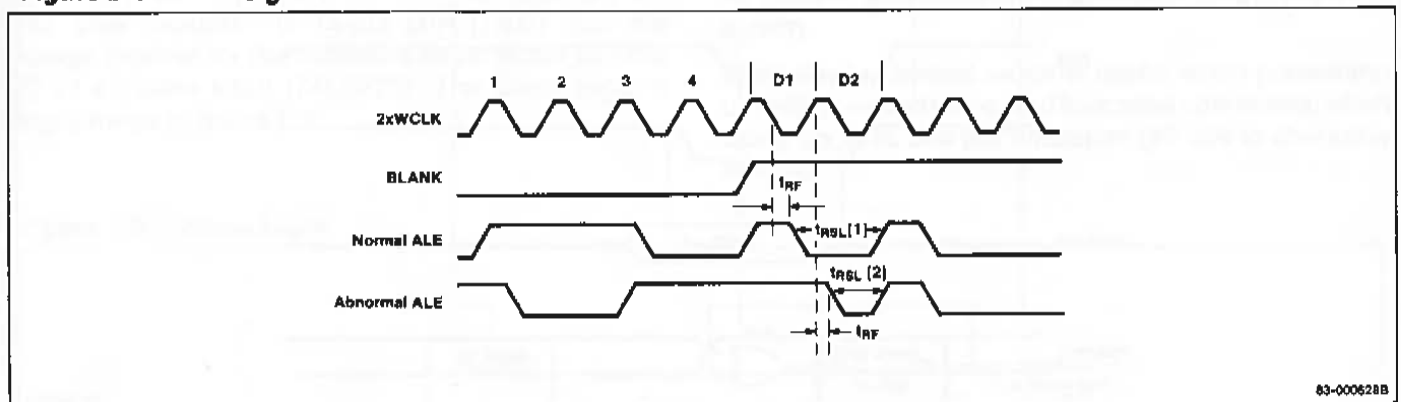 1 2 3 4 D1 D2
2xWCLK
BLANK
tRF
Normal ALE
tRSL(1)
tRSL(2)
Abnormal ALE
tRF
83-000628B